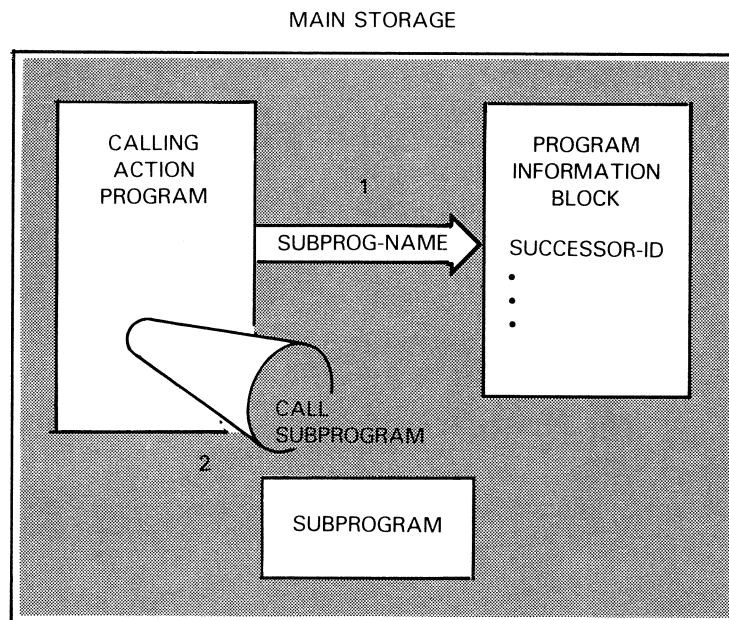 MAIN STORAGE
CALLING
ACTION
PROGRAM
1
SUBPROG-NAME
PROGRAM
INFORMATION
BLOCK
SUCCESSOR-ID
•
•
•
CALL
SUBPROGRAM
2
SUBPROGRAM